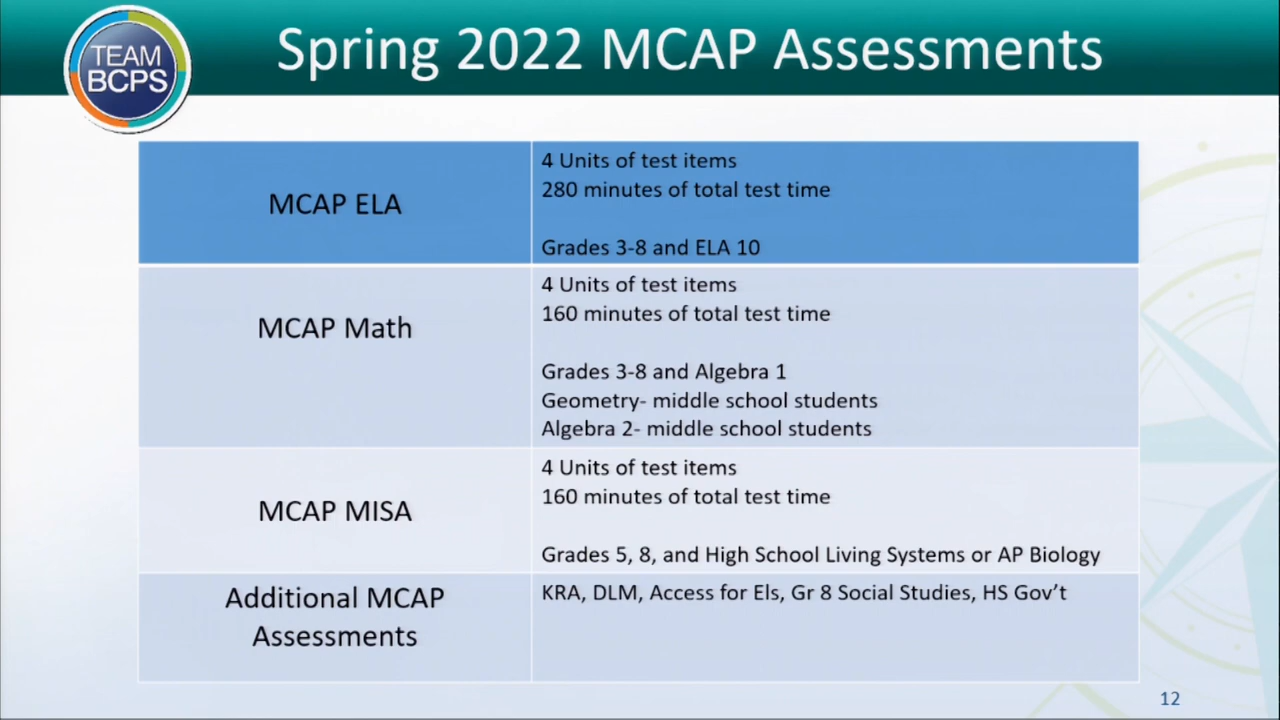 TEAM
BCPS
Spring 2022 MCAP Assessments
MCAP ELA
4 Units of test items
280 minutes of total test time
Grades 3-8 and ELA 10
MCAP Math
4 Units of test items
160 minutes of total test time
Grades 3-8 and Algebra 1
Geometry- middle school students
Algebra 2- middle school students
MCAP MISA
4 Units of test items
160 minutes of total test time
Grades 5, 8, and High School Living Systems or AP Biology
Additional MCAP
Assessments
KRA, DLM, Access for Els, Gr 8 Social Studies, HS Gov’t
12